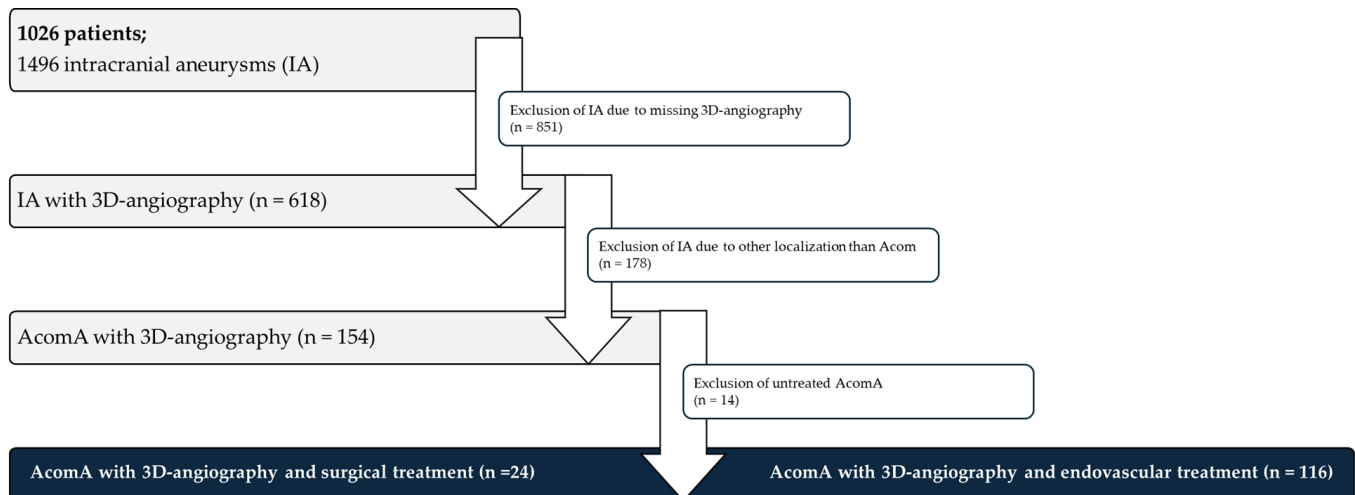 1026 patients;
1496 intracranial aneurysms (IA)
Exclusion of IA due to missing 3D-angiography
(n = 851)
IA with 3D-angiography (n = 618)
Exclusion of IA due to other localization than Acom
(n = 178)
AcomA with 3D-angiography (n = 154)
Exclusion of untreated AcomA
(n = 14)
AcomA with 3D-angiography and surgical treatment (n =24)
AcomA with 3D-angiography and endovascular treatment (n = 116)